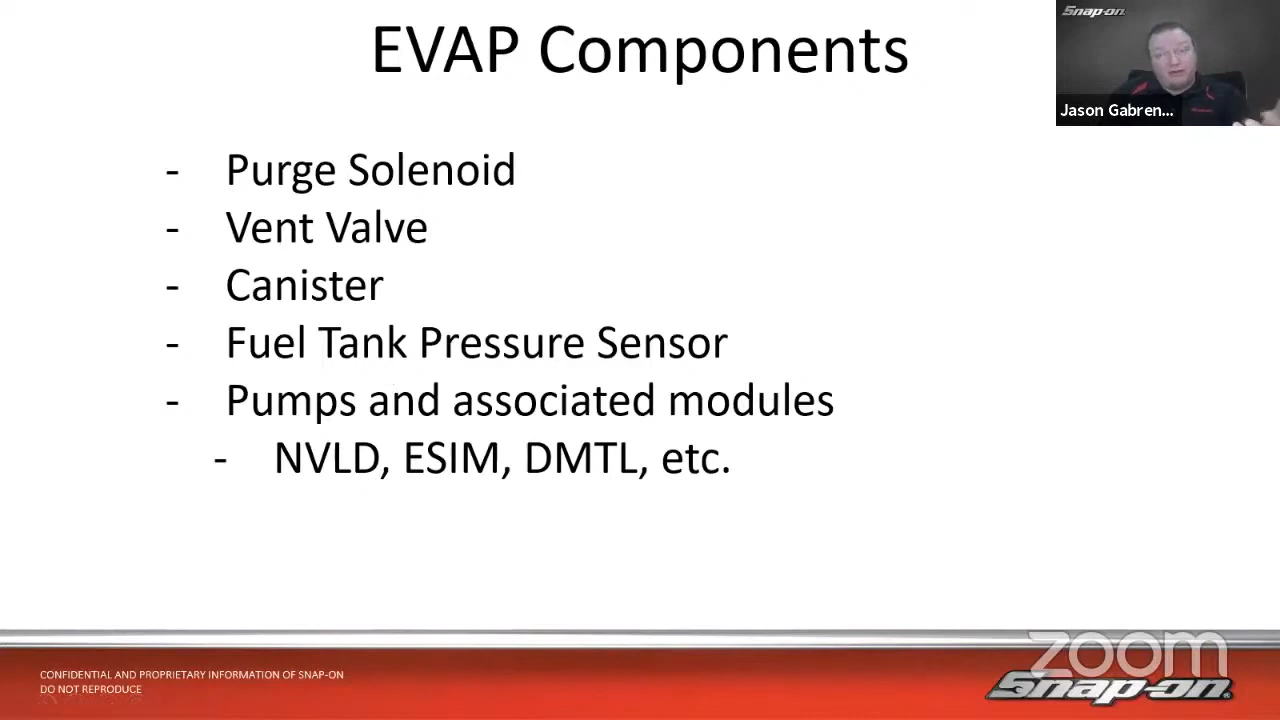 EVAP Components
Snap-on
Jason Gabren...
- Purge Solenoid
- Vent Valve
- Canister
- Fuel Tank Pressure Sensor
- Pumps and associated modules
- NVLD, ESIM, DMTL, etc.
CONFIDENTIAL AND PROPRIETARY INFORMATION OF SNAP-ON
DO NOT REPRODUCE
zoom
Snap-on